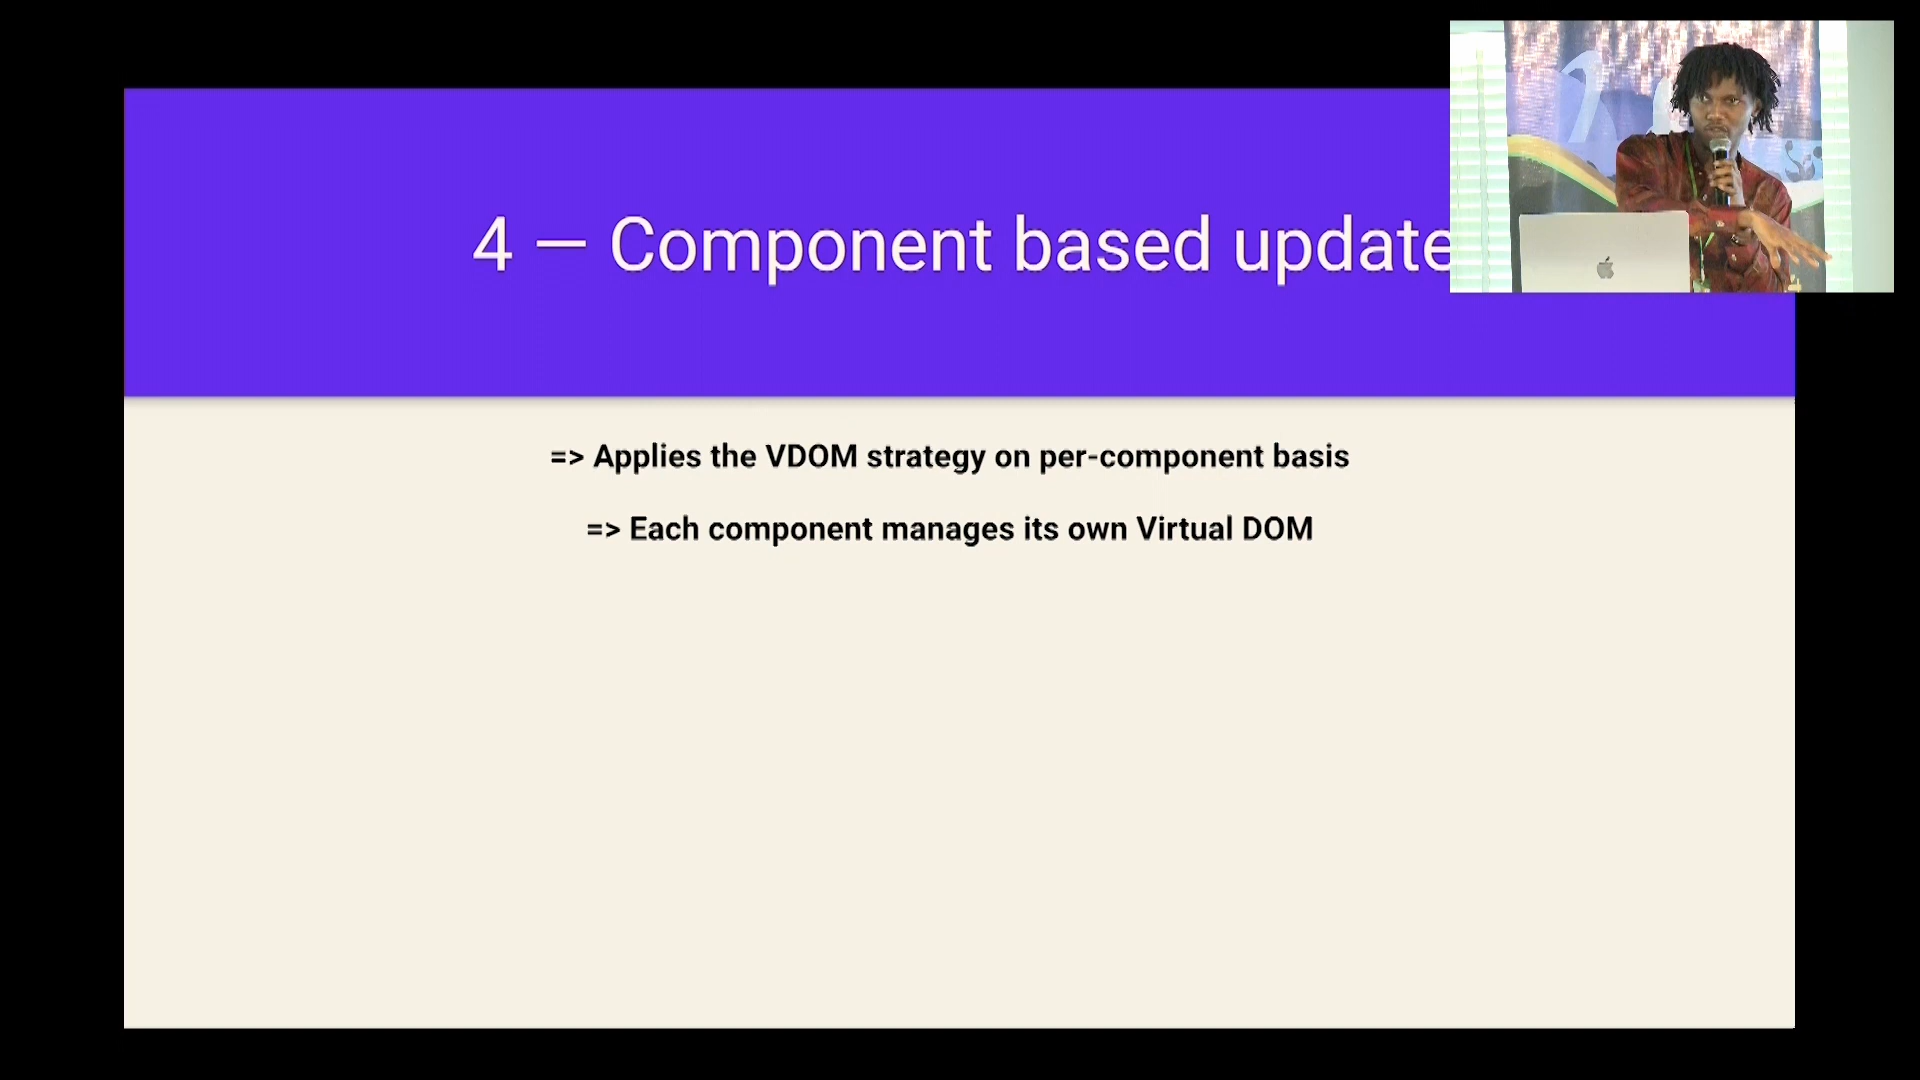 4 — Component based update
=> Applies the VDOM strategy on per-component basis
=> Each component manages its own Virtual DOM